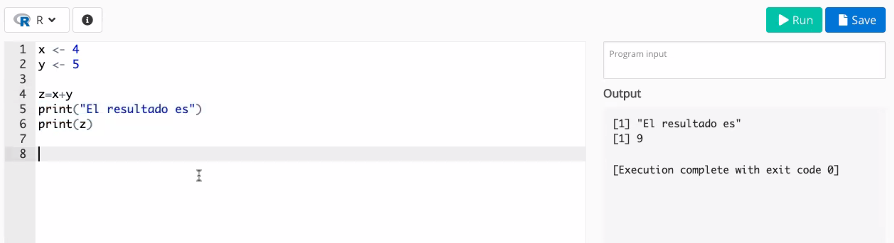 R R i Run Save
1 x <- 4
2 y <- 5
3
4 z=x+y
5 print("El resultado es")
6 print(z)
7
8
Program input
Output
[1] "El resultado es"
[1] 9
[Execution complete with exit code 0]